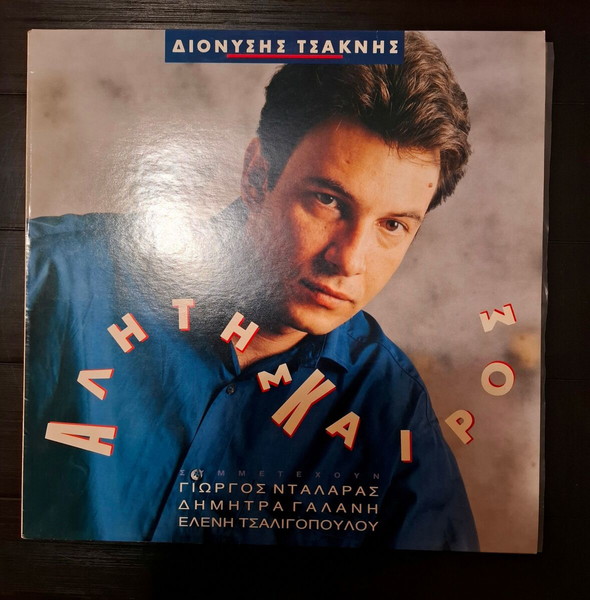 ΔΙΟΝΥΣΗΣ ΤΣΑΚΝΗΣ
ΑΛΗΤΗΣ ΚΑΙΡΟΣ
ΣΥΜΜΕΤΕΧΟΥΝ
ΓΙΩΡΓΟΣ ΝΤΑΛΑΡΑΣ
ΔΗΜΗΤΡΑ ΓΑΛΑΝΗ
ΕΛΕΝΗ ΤΣΑΛΙΓΟΠΟΥΛΟΥ